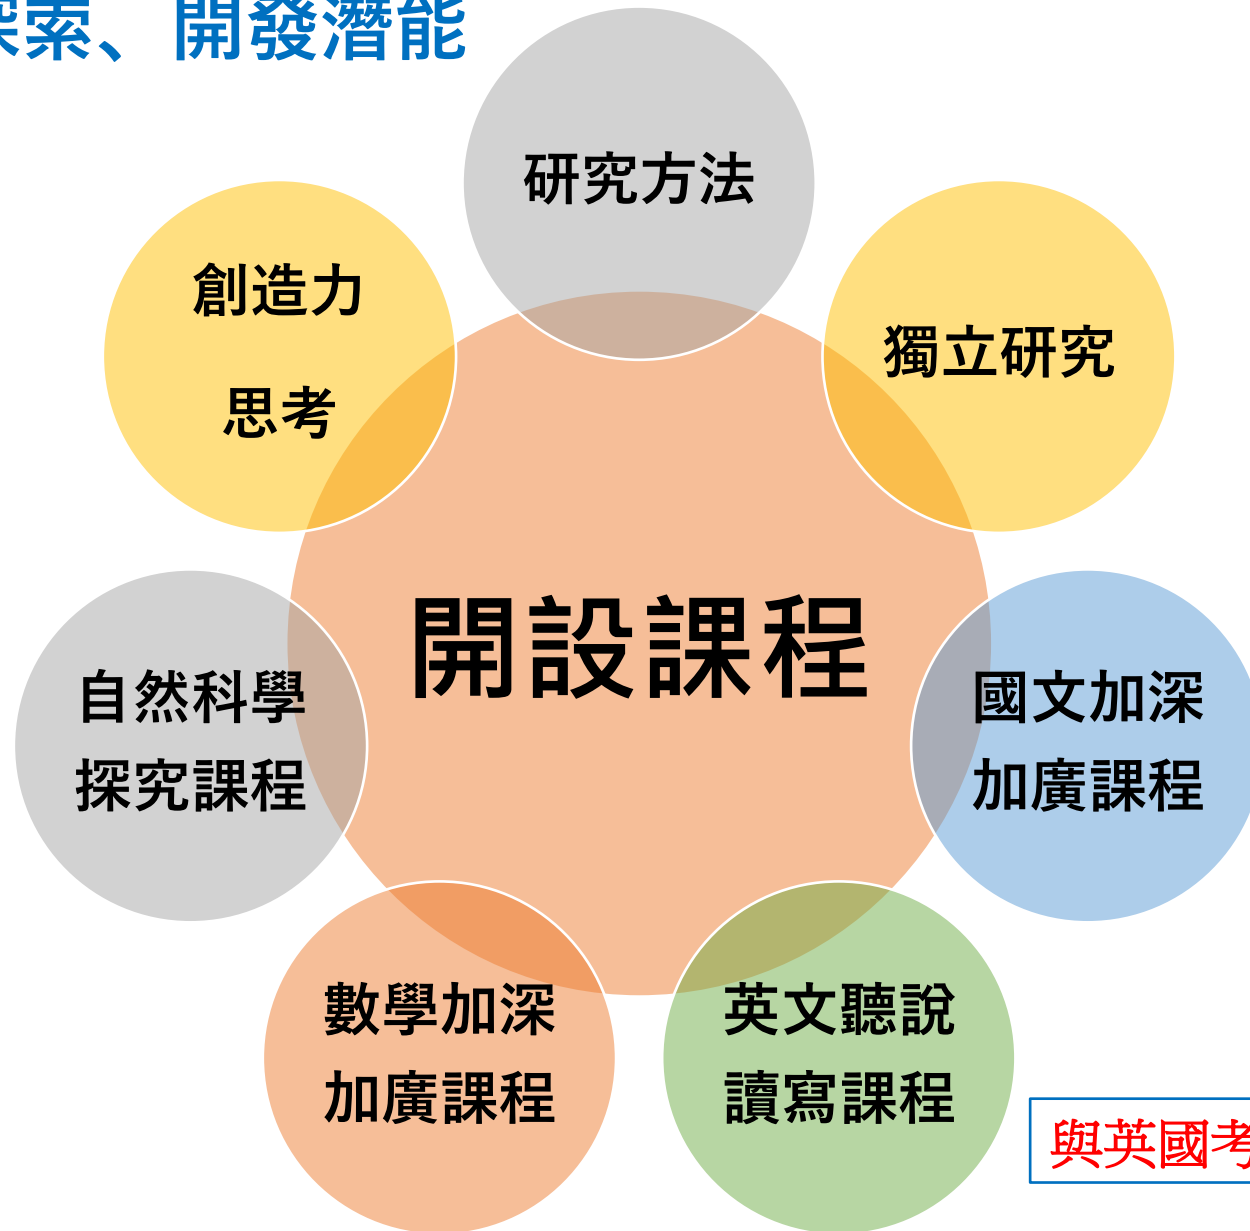 探索、開發潛能
研究方法
創造力
思考
獨立研究
開設課程
自然科學
探究課程
國文加深
加廣課程
數學加深
加廣課程
英文聽說
讀寫課程
與英國考